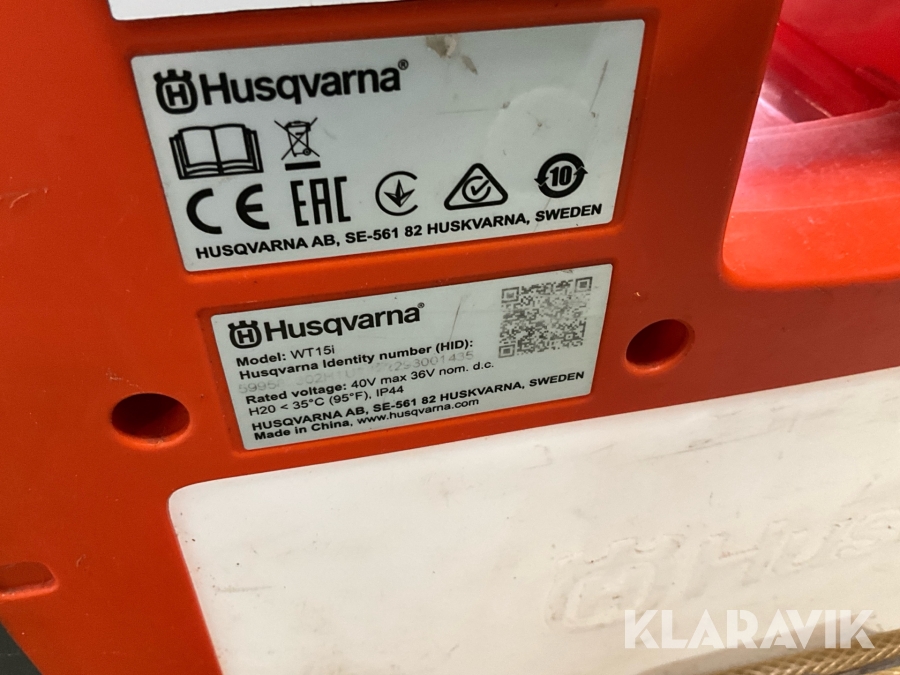 Husqvarna®
CE EAC 10
HUSQVARNA AB, SE-561 82 HUSKVARNA, SWEDEN
Husqvarna®
Model: WT15i
Husqvarna Identity number (HID):
Rated voltage: 40V max 36V nom. d.c.
H20 < 35°C (95°F), IP44
HUSQVARNA AB, SE-561 82 HUSKVARNA, SWEDEN
Made in China, www.husqvarna.com
KLARAVIK